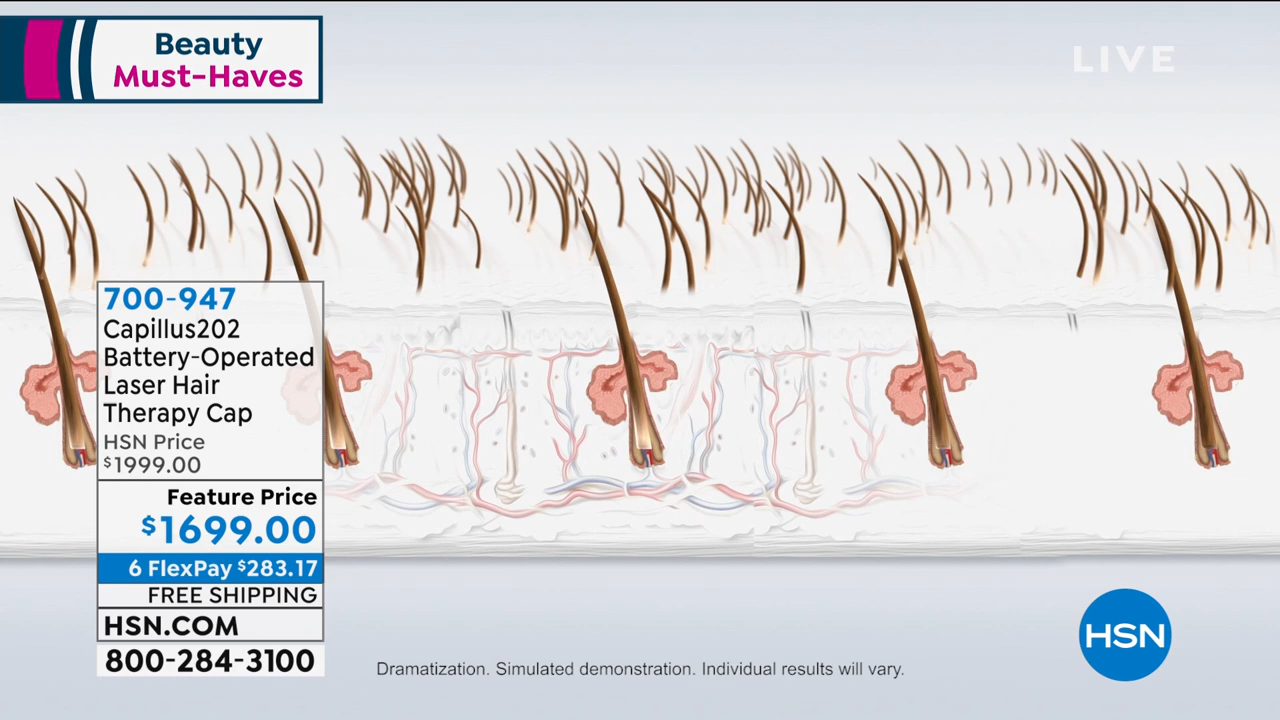 Beauty
Must-Haves
LIVE
700-947
Capillus202
Battery-Operated
Laser Hair
Therapy Cap
HSN Price
$1999.00
Feature Price
$1699.00
6 FlexPay $283.17
FREE SHIPPING
HSN.COM
800-284-3100
Dramatization. Simulated demonstration. Individual results will vary.
HSN